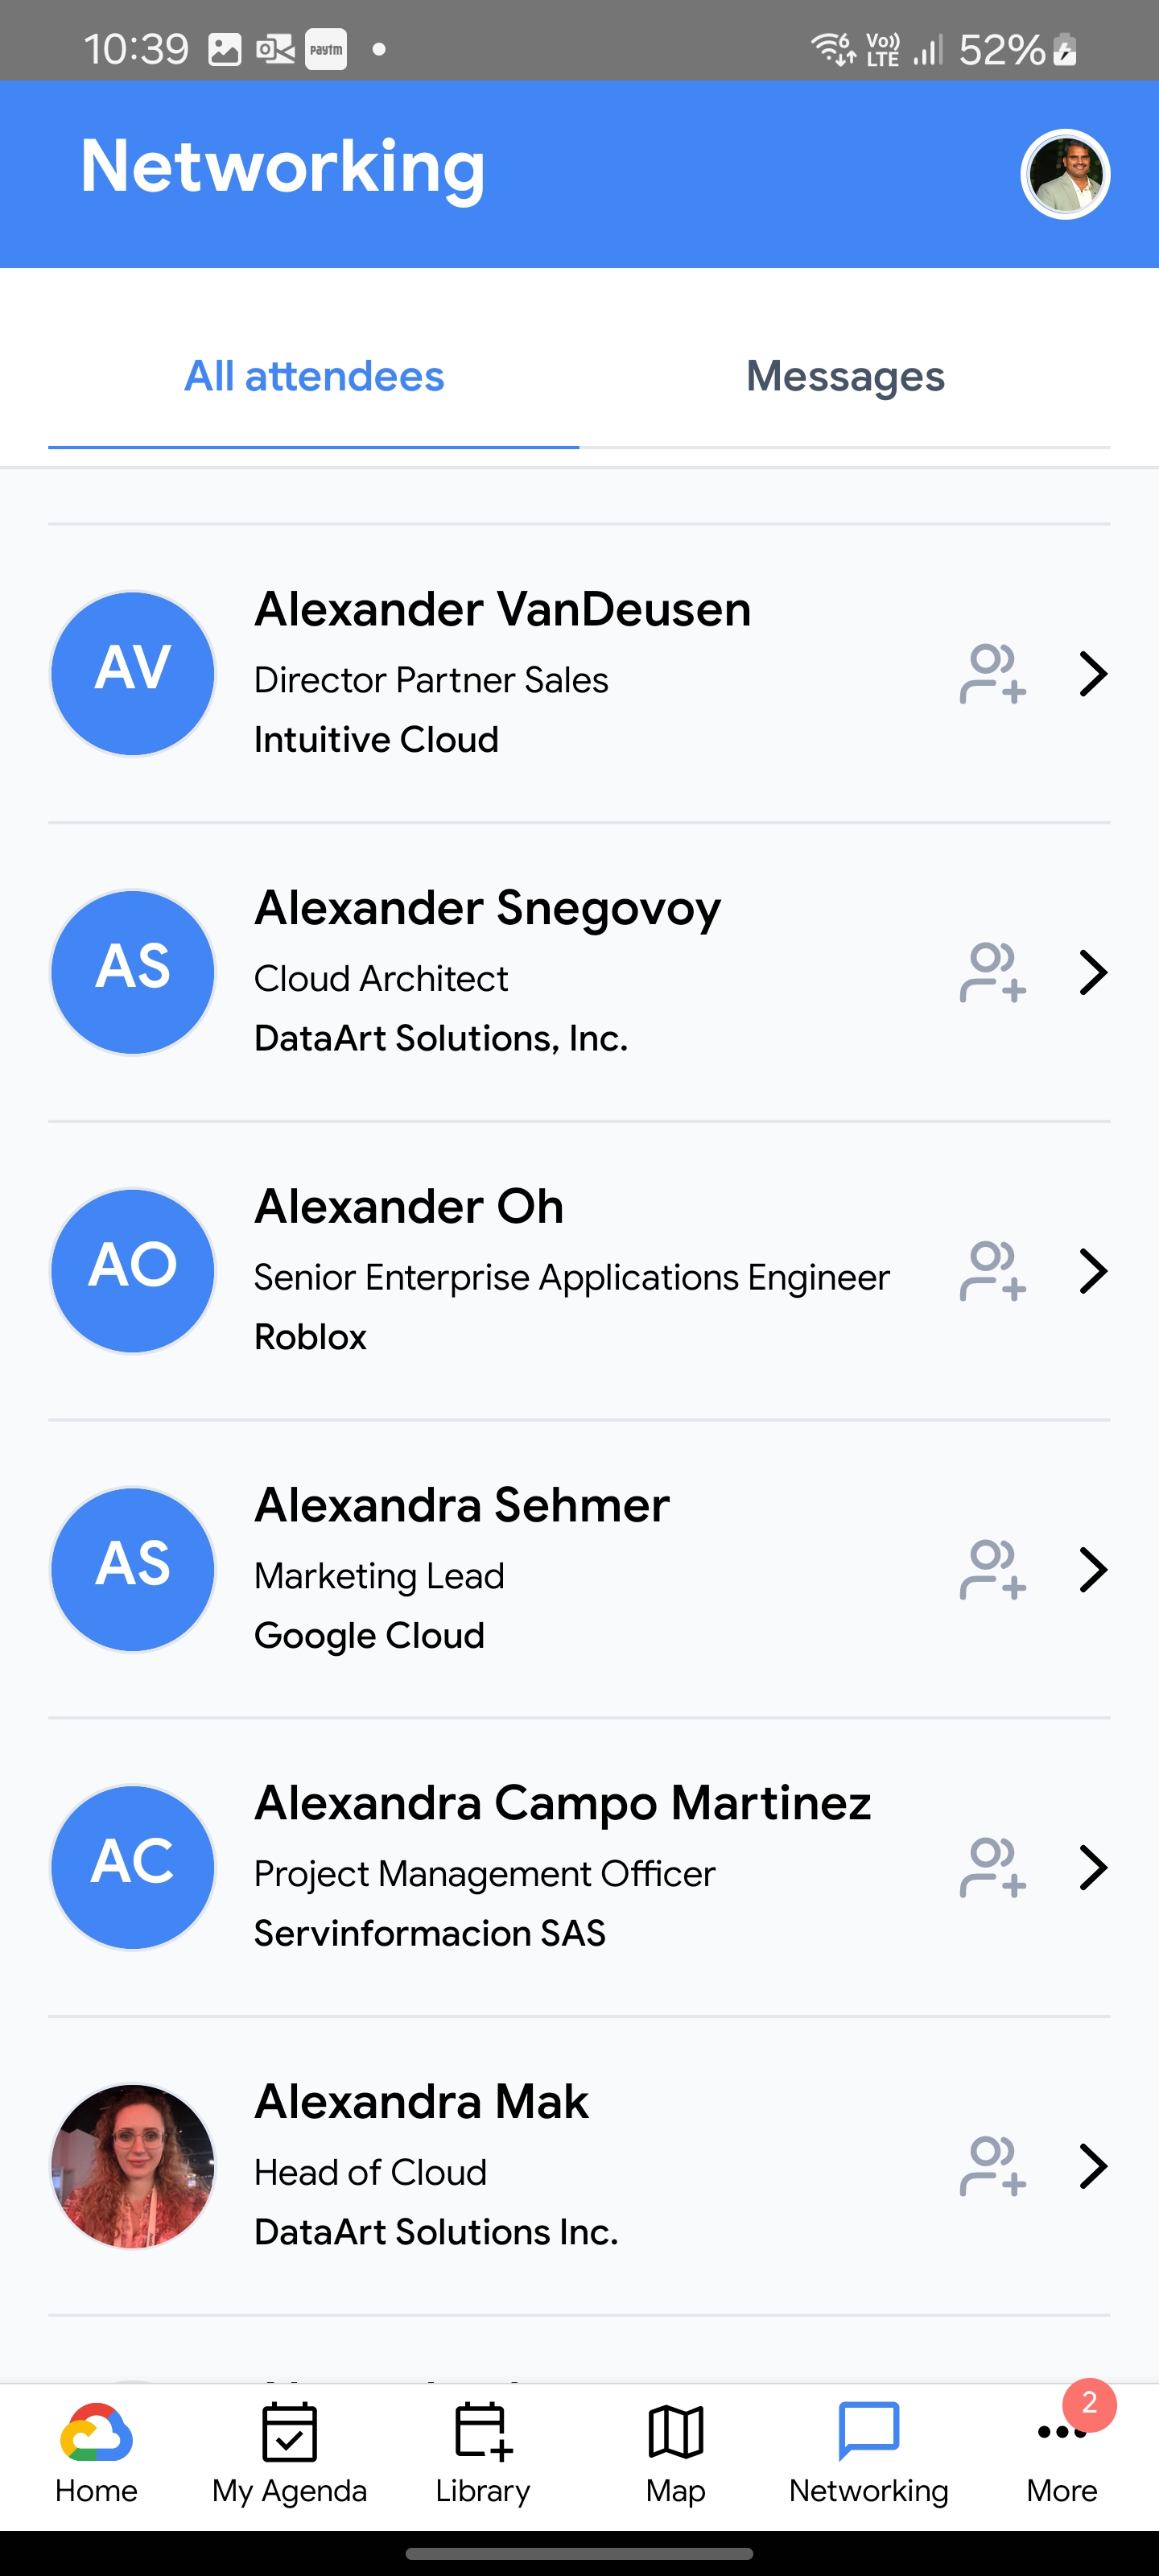 10:39
paytm
6
Vo))
LTE
52%
Networking
All attendees
Messages
AV
Alexander VanDeusen
Director Partner Sales
Intuitive Cloud
AS
Alexander Snegovoy
Cloud Architect
DataArt Solutions, Inc.
AO
Alexander Oh
Senior Enterprise Applications Engineer
Roblox
AS
Alexandra Sehmer
Marketing Lead
Google Cloud
AC
Alexandra Campo Martinez
Project Management Officer
Servinformacion SAS
Alexandra Mak
Head of Cloud
DataArt Solutions Inc.
2
Home
My Agenda
Library
Map
Networking
More